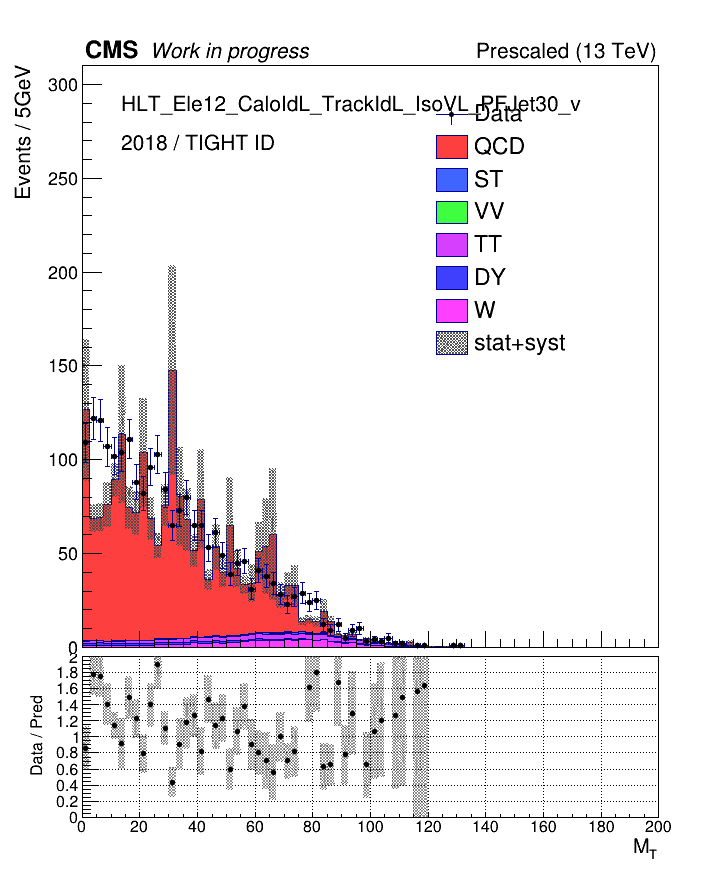 CMS Work in progress Prescaled (13 TeV)
Events / 5GeV
300
250
200
150
100
50
0
HLT_Ele12_CaloIdL_TrackIdL_IsoVL_PFJet30_v
2018 / TIGHT ID
Data
QCD
ST
VV
TT
DY
W
stat+syst
Data / Pred
2
1.8
1.6
1.4
1.2
1
0.8
0.6
0.4
0.2
0
0 20 40 60 80 100 120 140 160 180 200
M_T